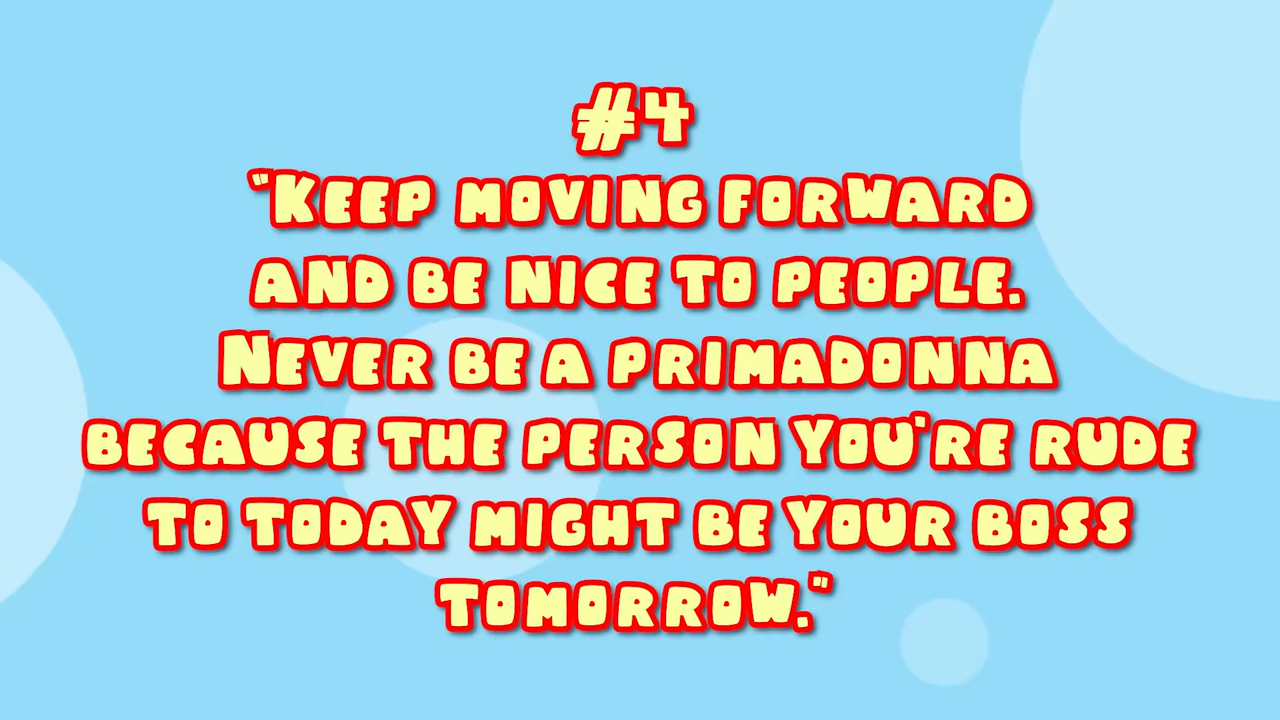 #4
"Keep moving forward
and be nice to people.
Never be a primadonna
because the person you're rude
to today might be your boss
tomorrow."